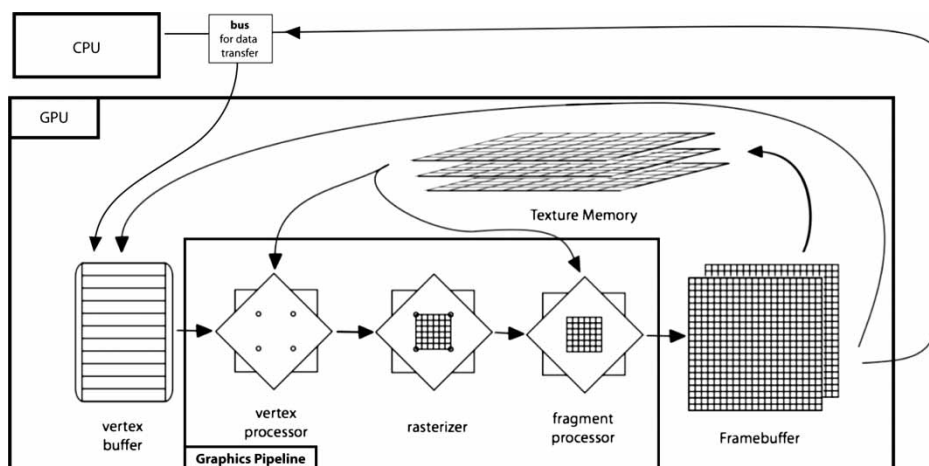 CPU
bus
for data
transfer
GPU
Texture Memory
vertex
buffer
vertex
processor
rasterizer
fragment
processor
Framebuffer
Graphics Pipeline